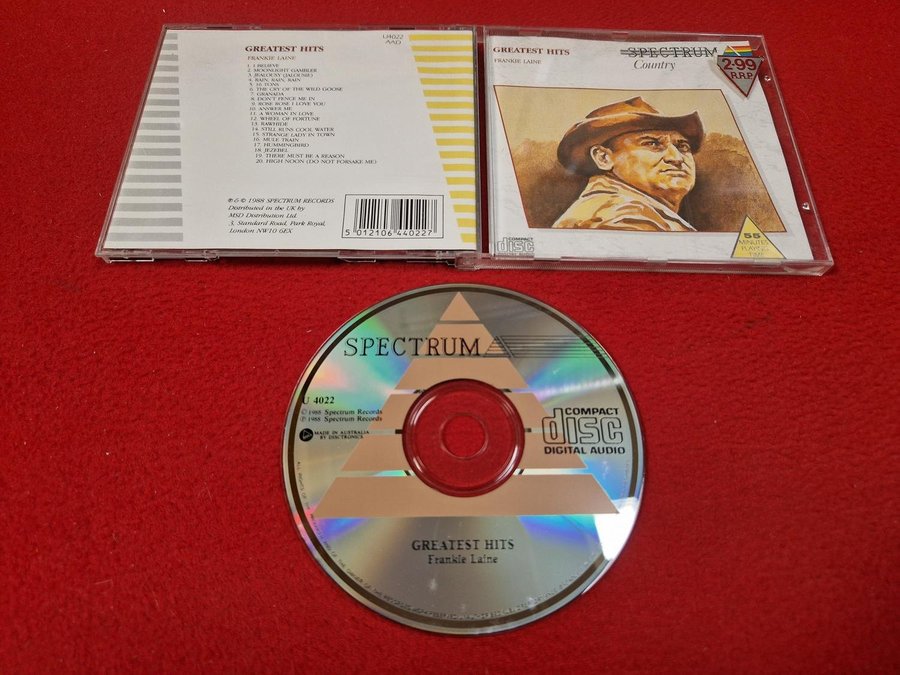 U4022
AAD
GREATEST HITS
FRANKIE LAINE
1. I BELIEVE
2. MOONLIGHT GAMBLER
3. JEALOUSY (JALOUSIE)
4. RAIN, RAIN, RAIN
5. 16 TONS
6. THE CRY OF THE WILD GOOSE
7. GRANADA
8. DON'T FENCE ME IN
9. ROSE ROSE I LOVE YOU
10. ANSWER ME
11. A WOMAN IN LOVE
12. WHEEL OF FORTUNE
13. RAWHIDE
14. STILL RUNS COOL WATER
15. STRANGE LADY IN TOWN
16. MULE TRAIN
17. HUMMINGBIRD
18. JEZEBEL
19. THERE MUST BE A REASON
20. HIGH NOON (DO NOT FORSAKE ME)
℗ & © 1988 SPECTRUM RECORDS
Distributed in the UK by
MSD Distribution Ltd.
3, Standard Road, Park Royal,
London NW10 6EX
5 012106 440227
GREATEST HITS
FRANKIE LAINE
SPECTRUM
Country
2·99
R.R.P.
COMPACT
disc
55
MINUTES
PLAYING
TIME
SPECTRUM
U 4022
© 1988 Spectrum Records
℗ 1988 Spectrum Records
MADE IN AUSTRALIA
BY DISCTRONICS
COMPACT
disc
DIGITAL AUDIO
GREATEST HITS
Frankie Laine